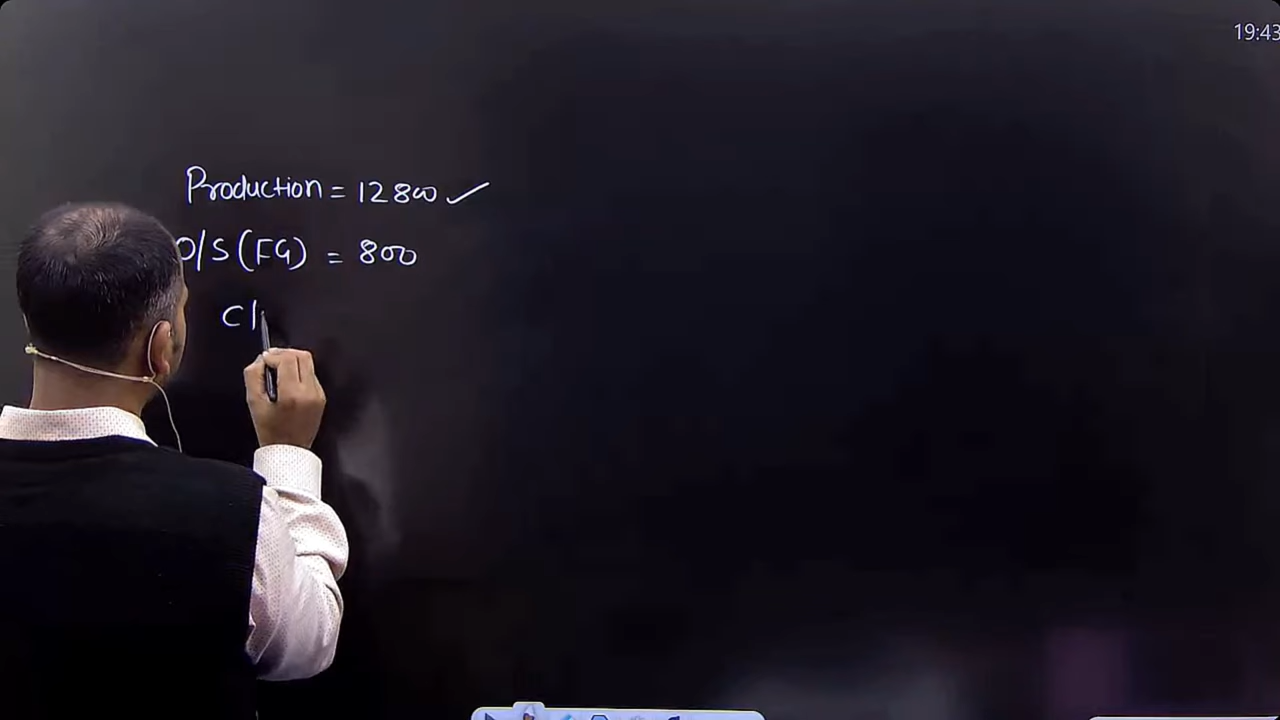 19:43
Production = 12800 ✓
O/S (FG) = 800
C/